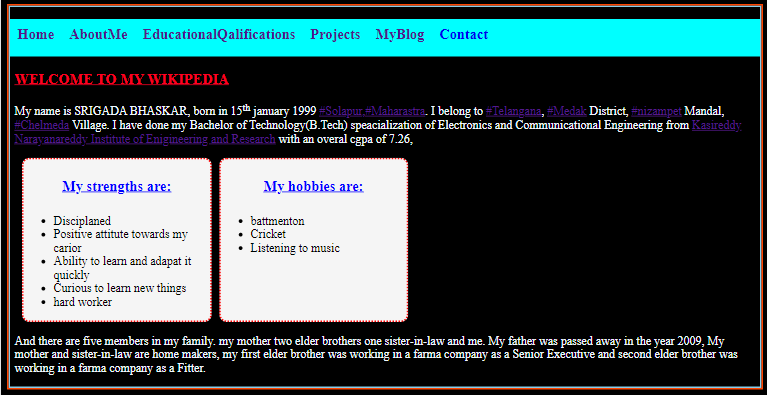 Home AboutMe EducationalQalifications Projects MyBlog Contact
WELCOME TO MY WIKIPEDIA
My name is SRIGADA BHASKAR, born in 15th january 1999 #Solapur,#Maharastra. I belong to #Telangana, #Medak District, #nizampet Mandal,
#Chelmeda Village. I have done my Bachelor of Technology(B.Tech) speacialization of Electronics and Communicational Engineering from Kasireddy
Narayanareddy Institute of Enigineering and Research with an overal cgpa of 7.26,
My strengths are:
Disciplaned
Positive attitute towards my
carior
Ability to learn and adapat it
quickly
Curious to learn new things
hard worker
My hobbies are:
battmenton
Cricket
Listening to music
And there are five members in my family. my mother two elder brothers one sister-in-law and me. My father was passed away in the year 2009, My
mother and sister-in-law are home makers, my first elder brother was working in a farma company as a Senior Executive and second elder brother was
working in a farma company as a Fitter.